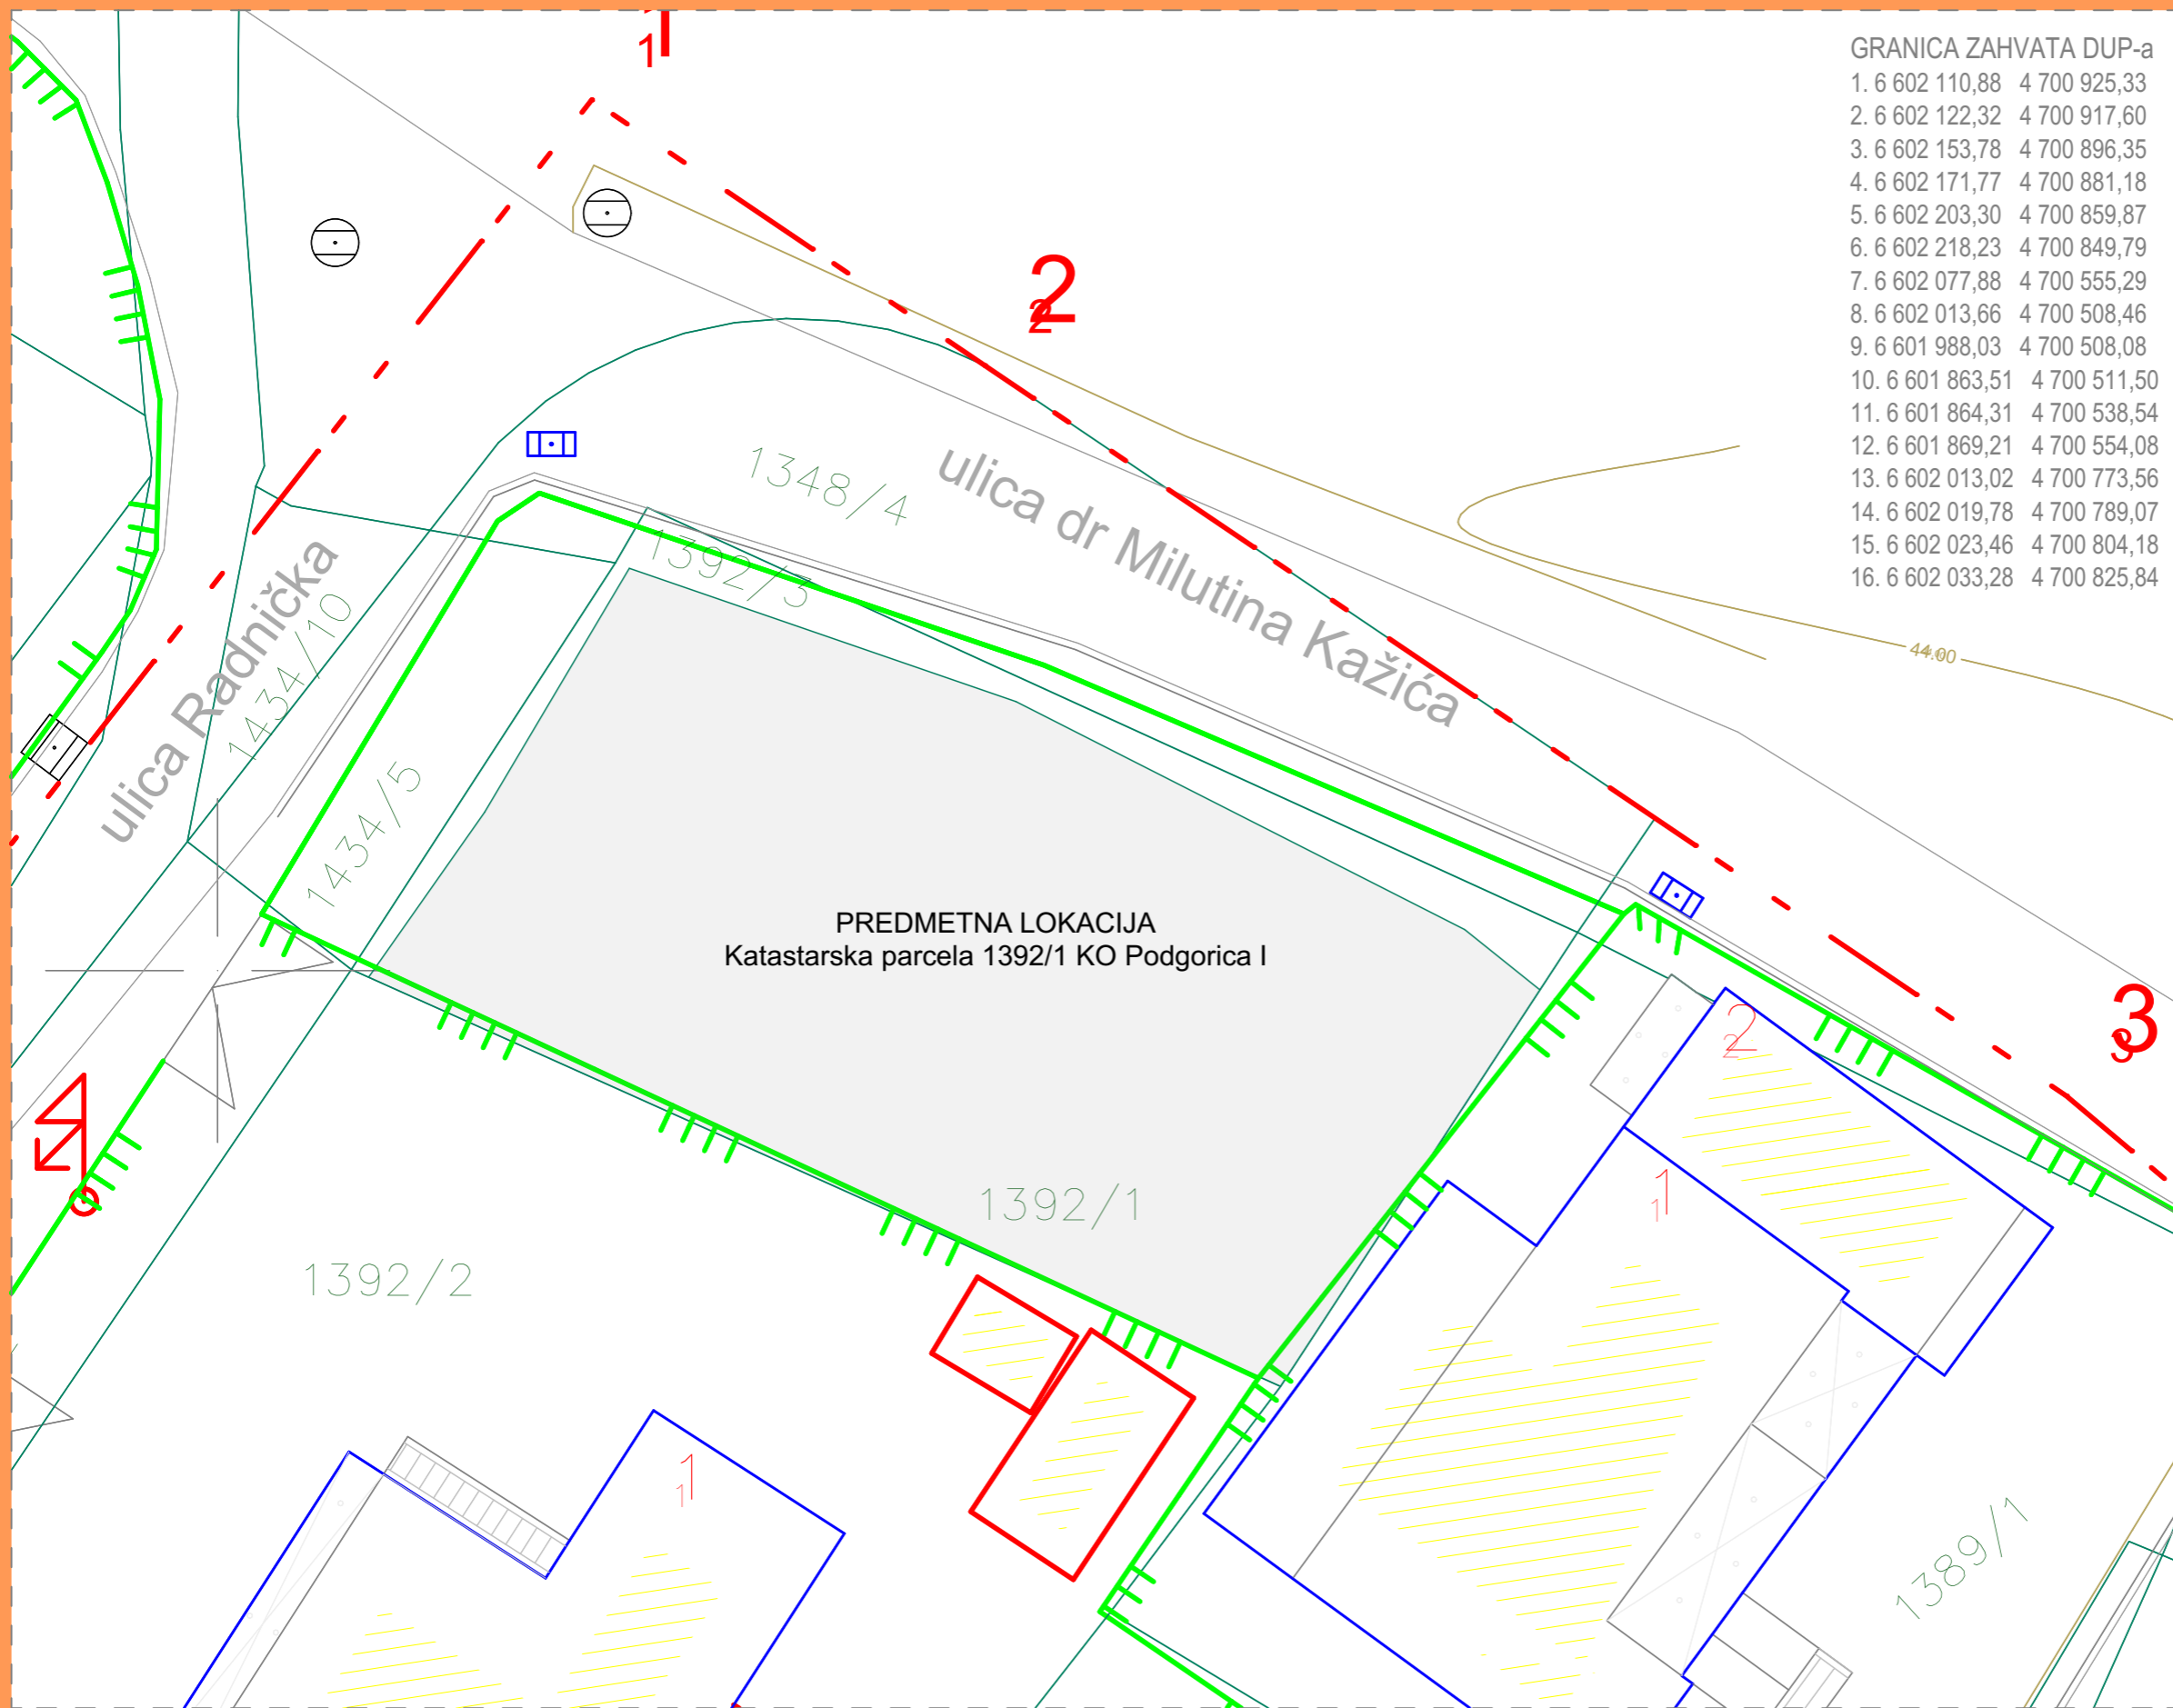 1
1
GRANICA ZAHVATA DUP-a
1. 6 602 110,88 4 700 925,33
2. 6 602 122,32 4 700 917,60
3. 6 602 153,78 4 700 896,35
4. 6 602 171,77 4 700 881,18
5. 6 602 203,30 4 700 859,87
6. 6 602 218,23 4 700 849,79
7. 6 602 077,88 4 700 555,29
8. 6 602 013,66 4 700 508,46
9. 6 601 988,03 4 700 508,08
10. 6 601 863,51 4 700 511,50
11. 6 601 864,31 4 700 538,54
12. 6 601 869,21 4 700 554,08
13. 6 602 013,02 4 700 773,56
14. 6 602 019,78 4 700 789,07
15. 6 602 023,46 4 700 804,18
16. 6 602 033,28 4 700 825,84
2
2
1348/4
ulica dr Milutina Kažića
1392/3
ulica Radnička
1434/10
44.00
1434/5
PREDMETNA LOKACIJA
Katastarska parcela 1392/1 KO Podgorica I
3
3
2
2
1392/1
1
1
1392/2
1
1
1389/1